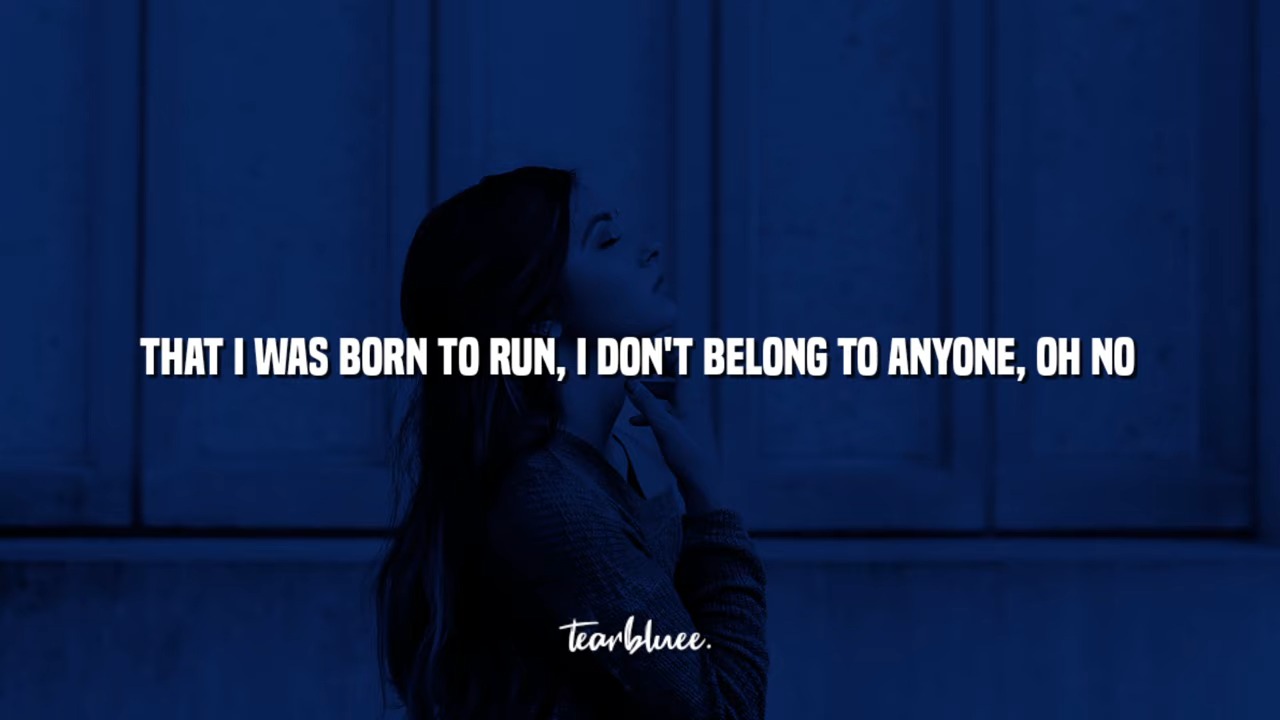 THAT I WAS BORN TO RUN, I DON'T BELONG TO ANYONE, OH NO
tearbluee.